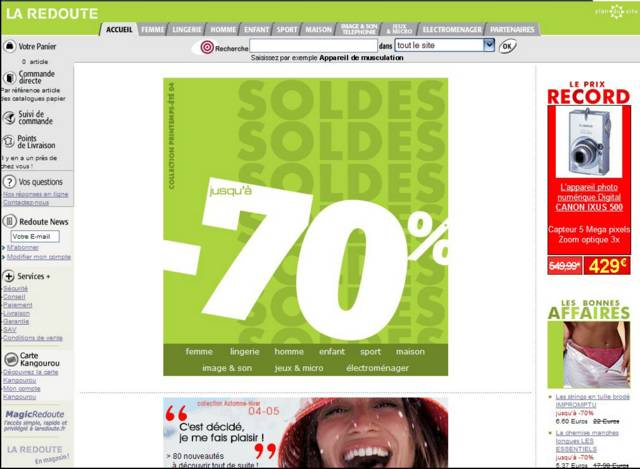 LA REDOUTE
plan du site
ACCUEIL FEMME LINGERIE HOMME ENFANT SPORT MAISON IMAGE & SON TELEPHONIE JEUX & MICRO ELECTROMENAGER PARTENAIRES
Recherche dans tout le site OK
Saisissez par exemple Appareil de musculation
Votre Panier
0 article
Commande directe
Par référence article
des catalogues papier
Suivi de
commande
Points
de Livraison
Il y en a un près de
chez vous !
Vos questions
Nos réponses en ligne
Contactez-nous
Redoute News
Votre E-mail
M'abonner
Modifier mon compte
Services +
Sécurité
Conseil
Paiement
Livraison
Garantie
SAV
Conditions de vente
Carte
Kangourou
Découvrez la carte
Kangourou
Mon compte
Kangourou
MagicRedoute
l'accès simple, rapide et
privilégié à laredoute.fr
LA REDOUTE
En magasin !
COLLECTION PRINTEMPS-ÉTÉ 04
SOLDES
SOLDES
SOLDES
SOLDES
SOLDES
SOLDES
SOLDES
SOLDES
jusqu'à
-70%
femme lingerie homme enfant sport maison
image & son jeux & micro électroménager
collection Automne-Hiver
04-05
“C'est décidé,
je me fais plaisir !”
> 80 nouveautés
à découvrir tout de suite !
LE PRIX
RECORD
L'appareil photo
numérique Digital
CANON IXUS 500
Capteur 5 Mega pixels
Zoom optique 3x
549,99€ 429€
LES BONNES
AFFAIRES
Les strings en tulle brodé
IMPROMPTU
jusqu'à -70%
6.60 Euros 22 Euros
La chemise manches
longues LES
ESSENTIELS
jusqu'à -70%
5.37 Euros 17.90 Euros